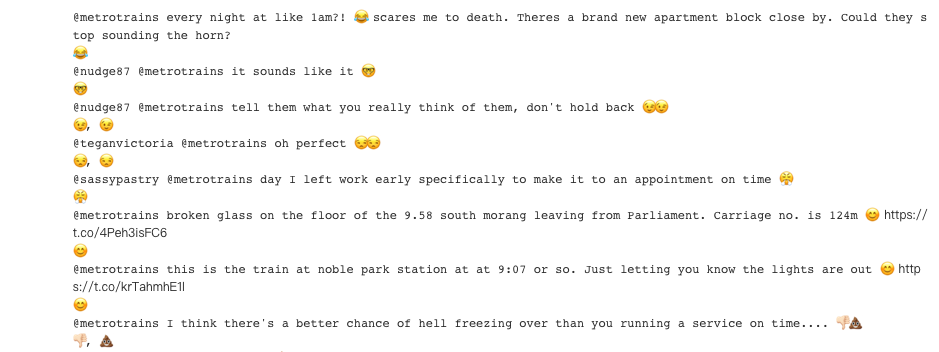 @metrotrains every night at like 1am?! 😂 scares me to death. Theres a brand new apartment block close by. Could they s
top sounding the horn?
😂
@nudge87 @metrotrains it sounds like it 🤓
🤓
@nudge87 @metrotrains tell them what you really think of them, don't hold back 😉😉
😉, 😉
@teganvictoria @metrotrains oh perfect 😒😒
😒, 😒
@sassypastry @metrotrains day I left work early specifically to make it to an appointment on time 😤
😤
@metrotrains broken glass on the floor of the 9.58 south morang leaving from Parliament. Carriage no. is 124m 😊 https://
t.co/4Peh3isFC6
😊
@metrotrains this is the train at noble park station at at 9:07 or so. Just letting you know the lights are out 😊 http
s://t.co/krTahmhE1l
😊
@metrotrains I think there's a better chance of hell freezing over than you running a service on time.... 👎🏻💩
👎🏻, 💩